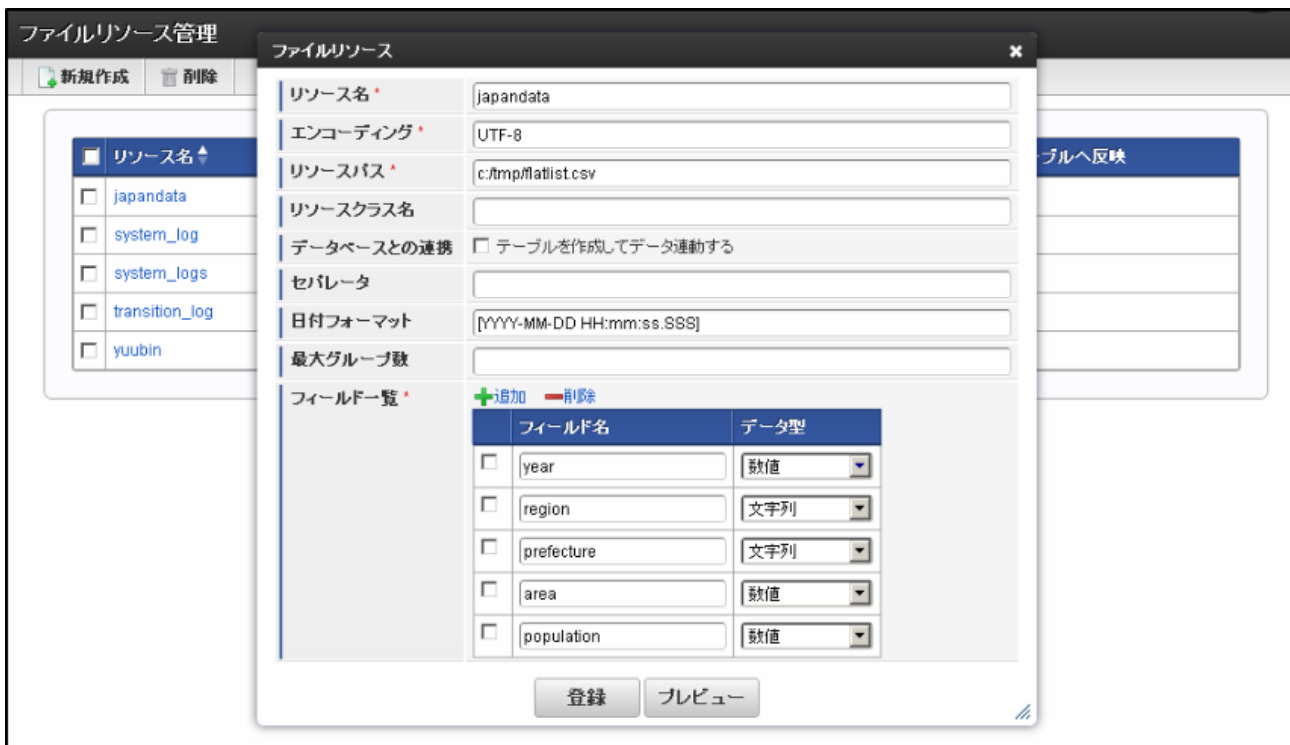 ファイルリソース管理
新規作成 削除
リソース名
japandata
system_log
system_logs
transition_log
yuubin
ブルへ反映
ファイルリソース
リソース名 * japandata
エンコーディング * UTF-8
リソースパス * c:/tmp/flatlist.csv
リソースクラス名
データベースとの連携 テーブルを作成してデータ連動する
セパレータ
日付フォーマット [YYYY-MM-DD HH:mm:ss.SSS]
最大グループ数
フィールド一覧 * 追加 削除
フィールド名 データ型
year 数値
region 文字列
prefecture 文字列
area 数値
population 数値
登録 プレビュー